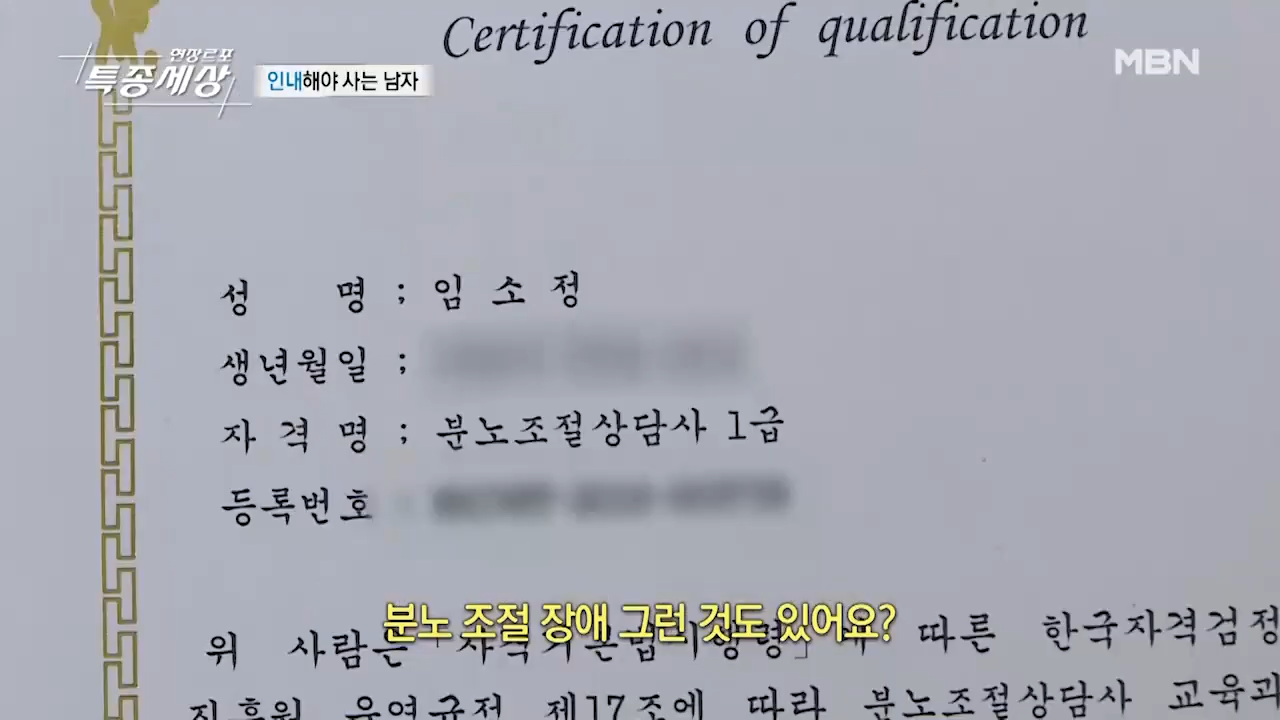 Certification of qualification
현장르포
특종세상
인내해야 사는 남자
MBN
성 명 ; 임 소 정
생년월일 ;
자 격 명 ; 분노조절상담사 1급
등록번호
분노 조절 장애 그런 것도 있어요?
위 사람은 따른 한국자격검정
제17조에 따라 분노조절상담사 교육과